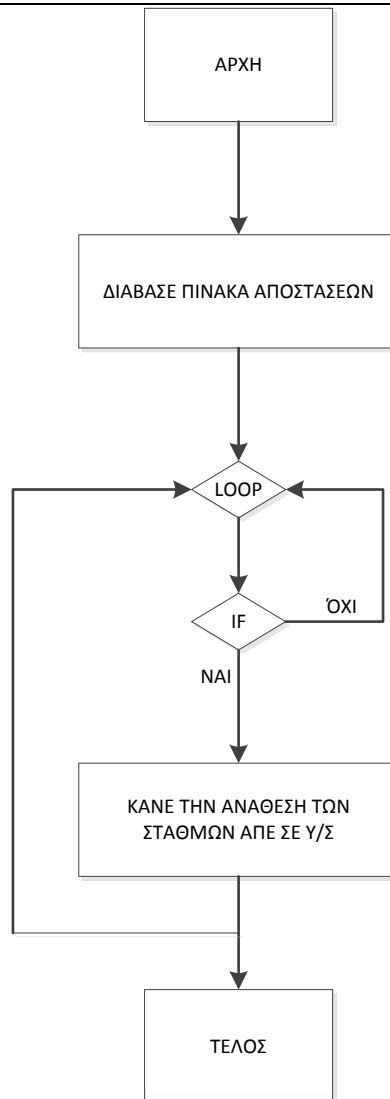 ΑΡΧΗ
ΔΙΑΒΑΣΕ ΠΙΝΑΚΑ ΑΠΟΣΤΑΣΕΩΝ
LOOP
IF
ΌΧΙ
ΝΑΙ
ΚΑΝΕ ΤΗΝ ΑΝΑΘΕΣΗ ΤΩΝ
ΣΤΑΘΜΩΝ ΑΠΕ ΣΕ Υ/Σ
ΤΕΛΟΣ